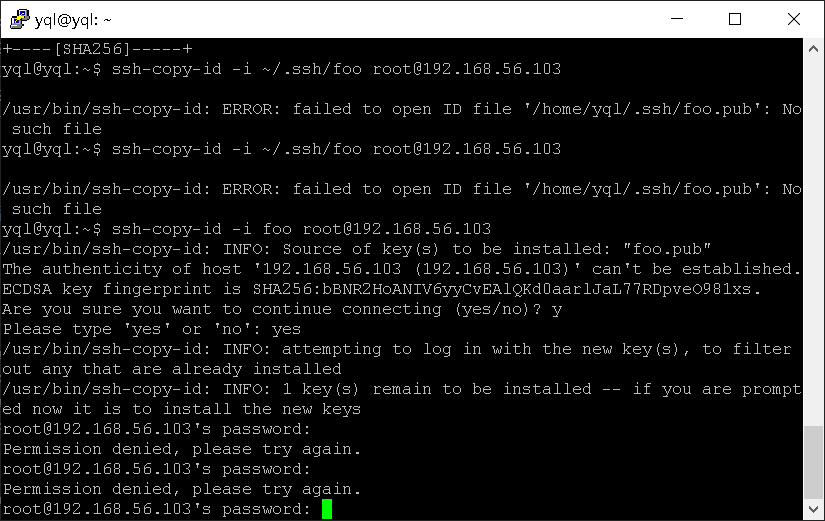 yql@yql: ~
+----[SHA256]-----+
yql@yql:~$ ssh-copy-id -i ~/.ssh/foo root@192.168.56.103
/usr/bin/ssh-copy-id: ERROR: failed to open ID file '/home/yql/.ssh/foo.pub': No
such file
yql@yql:~$ ssh-copy-id -i ~/.ssh/foo root@192.168.56.103
/usr/bin/ssh-copy-id: ERROR: failed to open ID file '/home/yql/.ssh/foo.pub': No
such file
yql@yql:~$ ssh-copy-id -i foo root@192.168.56.103
/usr/bin/ssh-copy-id: INFO: Source of key(s) to be installed: "foo.pub"
The authenticity of host '192.168.56.103 (192.168.56.103)' can't be established.
ECDSA key fingerprint is SHA256:bBNR2HoANIV6yyCvEAlQKd0aarlJaL77RDpveO981xs.
Are you sure you want to continue connecting (yes/no)? y
Please type 'yes' or 'no': yes
/usr/bin/ssh-copy-id: INFO: attempting to log in with the new key(s), to filter
out any that are already installed
/usr/bin/ssh-copy-id: INFO: 1 key(s) remain to be installed -- if you are prompt
ed now it is to install the new keys
root@192.168.56.103's password:
Permission denied, please try again.
root@192.168.56.103's password:
Permission denied, please try again.
root@192.168.56.103's password: